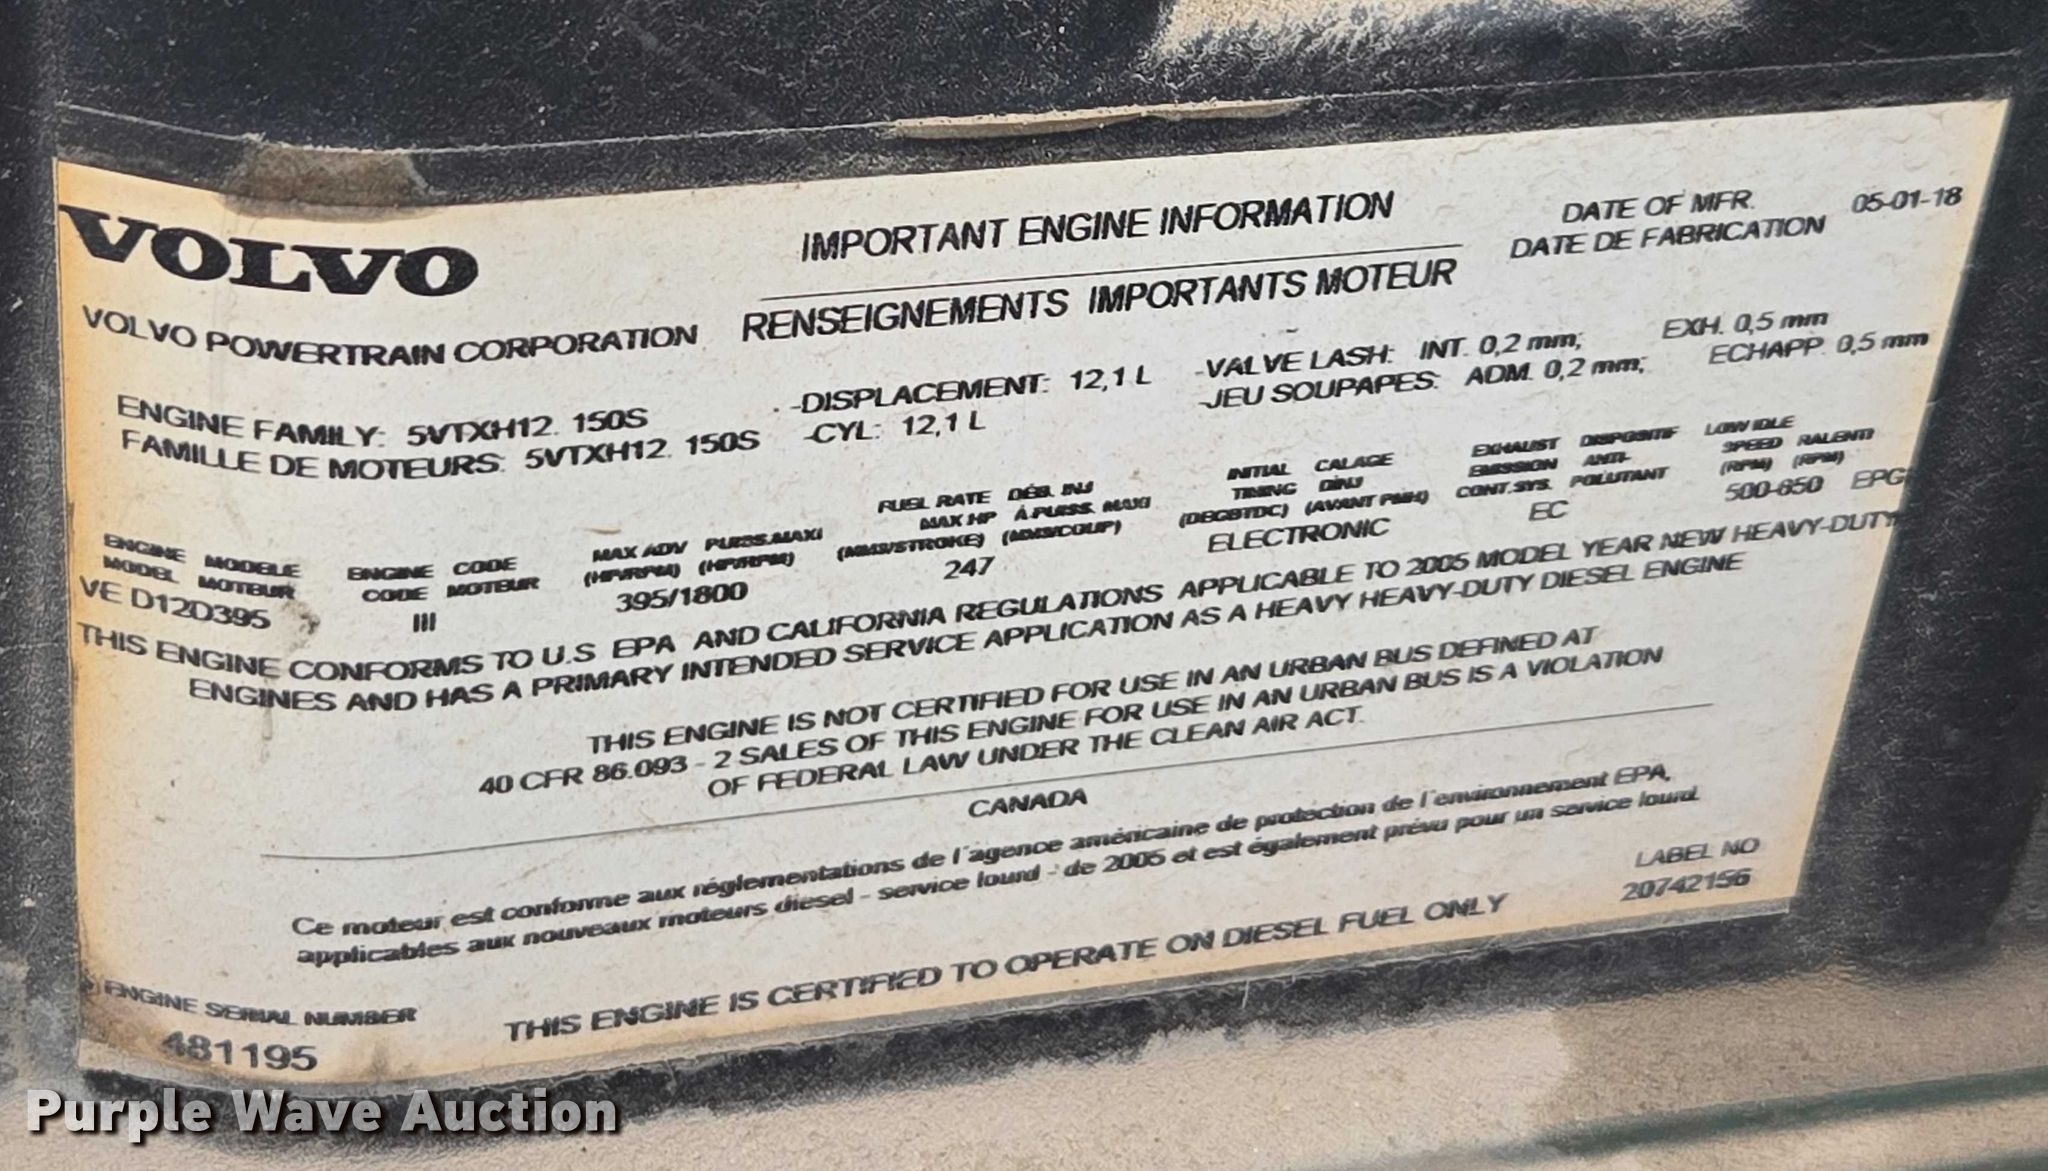 VOLVO
VOLVO POWERTRAIN CORPORATION
IMPORTANT ENGINE INFORMATION
RENSEIGNEMENTS IMPORTANTS MOTEUR
DATE OF MFR.
DATE DE FABRICATION
05-01-18
ENGINE FAMILY: 5VTXH12. 150S
FAMILLE DE MOTEURS: 5VTXH12. 150S
-DISPLACEMENT: 12,1 L
-CYL: 12,1 L
-VALVE LASH: INT. 0,2 mm; EXH. 0,5 mm
-JEU SOUPAPES: ADM. 0,2 mm; ECHAPP. 0,5 mm
ENGINE MODELE
MODEL MOTEUR
VE D12D395
ENGINE CODE
CODE MOTEUR
III
MAX ADV PUISS.MAXI
(HP/RPM) (HP/RPM)
395/1800
FUEL RATE DÉB. INJ
MAX HP À PUISS. MAXI
(MM3/STROKE) (MM3/COUP)
247
INITIAL CALAGE
TIMING D'INJ
(DEGBTDC) (AVANT PMH)
ELECTRONIC
EXHAUST DISPOSITIF
EMISSION ANTI-
CONT.SYS. POLLUTANT
EC
LOW IDLE
SPEED RALENTI
(RPM) (RPM)
500-650 EPG
THIS ENGINE CONFORMS TO U.S EPA AND CALIFORNIA REGULATIONS APPLICABLE TO 2005 MODEL YEAR NEW HEAVY-DUTY
ENGINES AND HAS A PRIMARY INTENDED SERVICE APPLICATION AS A HEAVY HEAVY-DUTY DIESEL ENGINE
THIS ENGINE IS NOT CERTIFIED FOR USE IN AN URBAN BUS DEFINED AT
40 CFR 86.093 - 2 SALES OF THIS ENGINE FOR USE IN AN URBAN BUS IS A VIOLATION
OF FEDERAL LAW UNDER THE CLEAN AIR ACT.
CANADA
Ce moteur est conforme aux réglementations de l'agence américaine de protection de l'environnement EPA,
applicables aux nouveaux moteurs diesel - service lourd - de 2005 et est également prévu pour un service lourd.
LABEL NO
20742156
THIS ENGINE IS CERTIFIED TO OPERATE ON DIESEL FUEL ONLY
ENGINE SERIAL NUMBER
481195
Purple Wave Auction